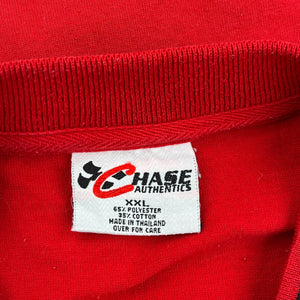 CHASE
AUTHENTICS
XXL
65% POLYESTER
35% COTTON
MADE IN THAILAND
OVER FOR CARE